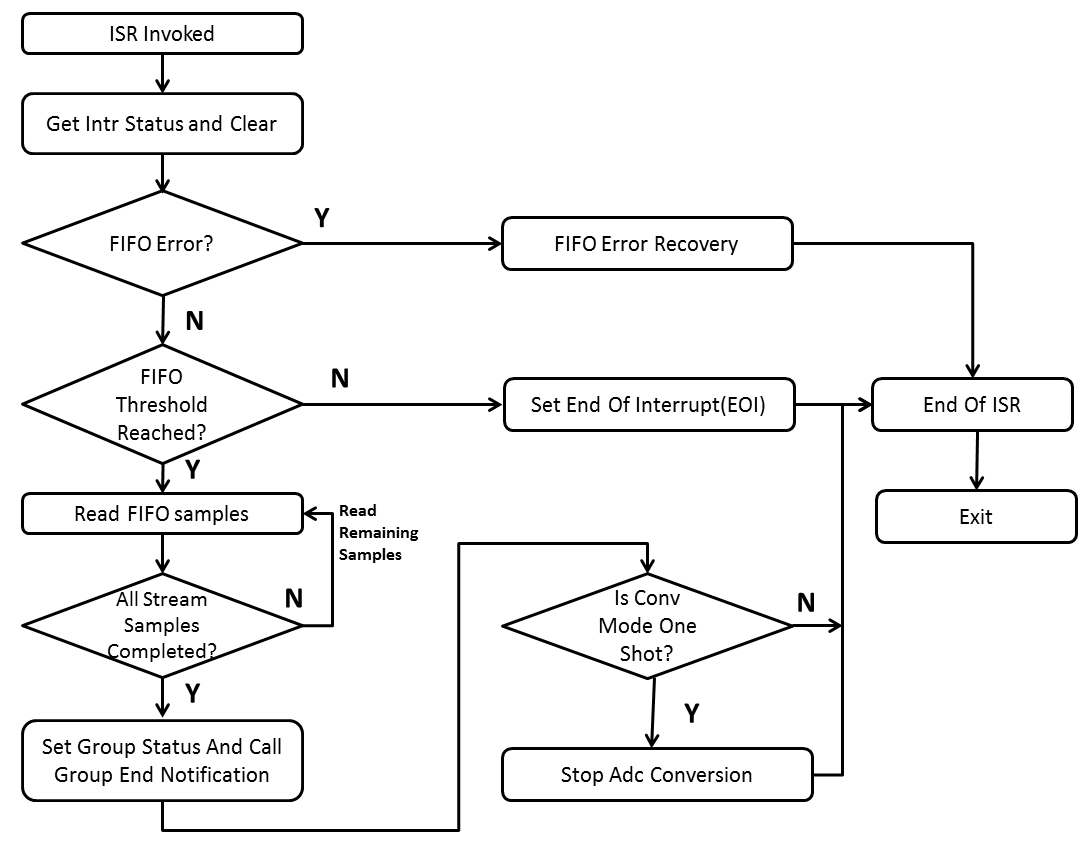 ISR Invoked
Get Intr Status and Clear
FIFO Error?
Y
FIFO Error Recovery
N
FIFO
Threshold
Reached?
N
Set End Of Interrupt(EOI)
End Of ISR
Y
Exit
Read FIFO samples
Read
Remaining
Samples
All Stream
Samples
Completed?
N
Y
Set Group Status And Call
Group End Notification
Is Conv
Mode One
Shot?
N
Y
Stop Adc Conversion